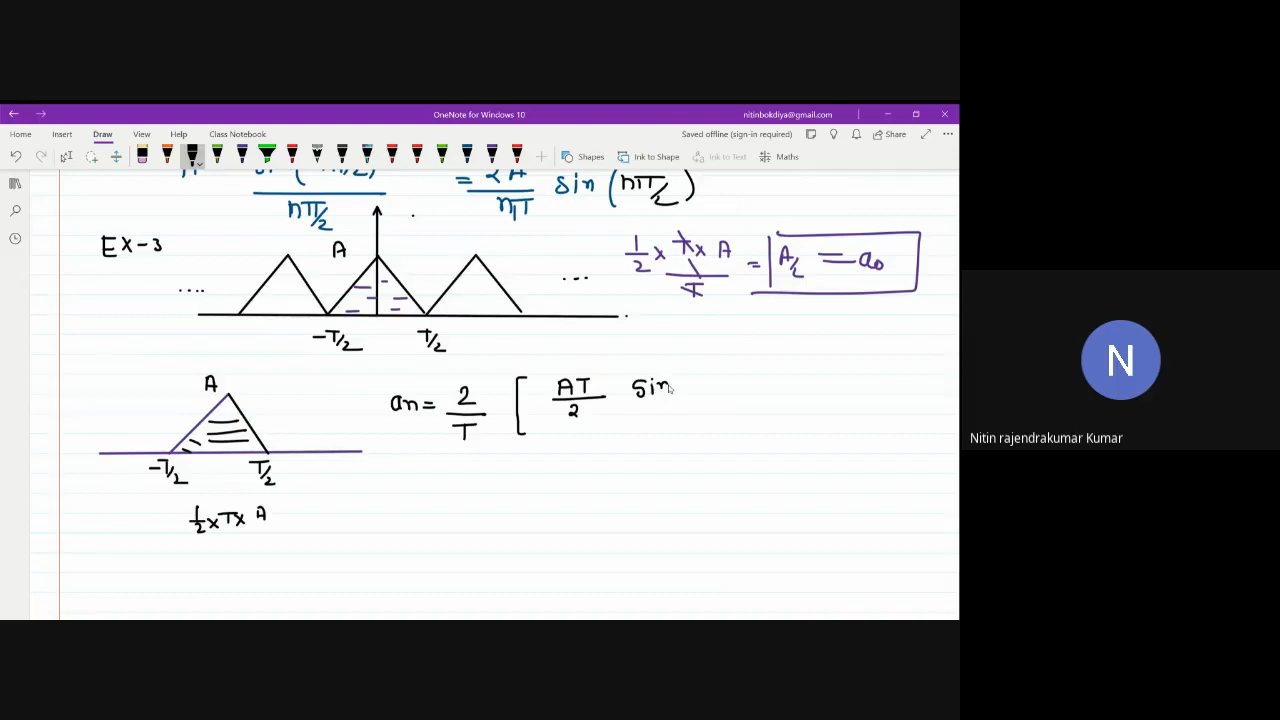 OneNote for Windows 10
nitinbokdiya@gmail.com
Home Insert Draw View Help Class Notebook
Saved offline (sign-in required) Share
Shapes Ink to Shape Ink to Text Maths
nπ/2 = 2A/nπ sin (nπ/2)
EX-3
A
1/2 × T × A / T = A/2 = a0
.... ...
-T/2 T/2
A
an = 2/T [ AT/2 sin
-T/2 T/2
1/2 × T × A
N
Nitin rajendrakumar Kumar